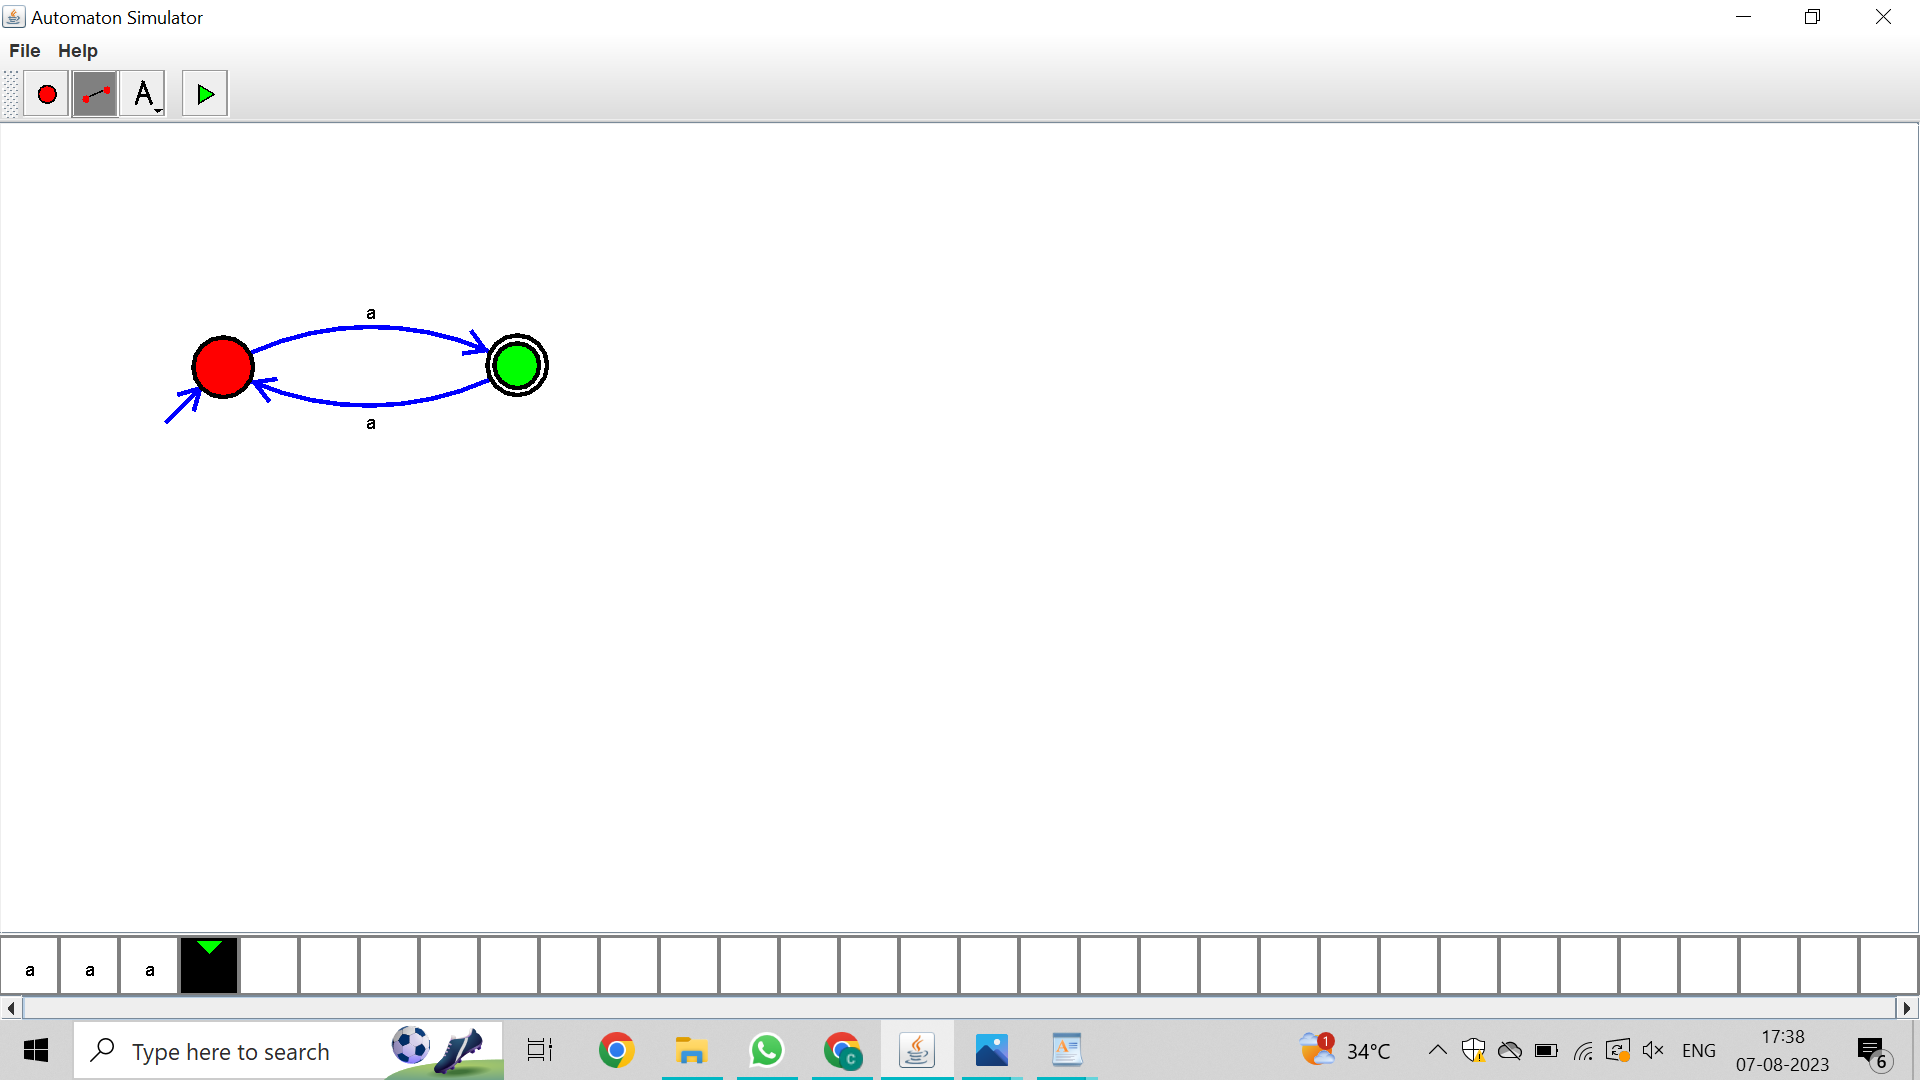 Automaton Simulator
File Help
A
a
a
a a a
Type here to search
C
1
34°C
ENG
17:38
07-08-2023
6